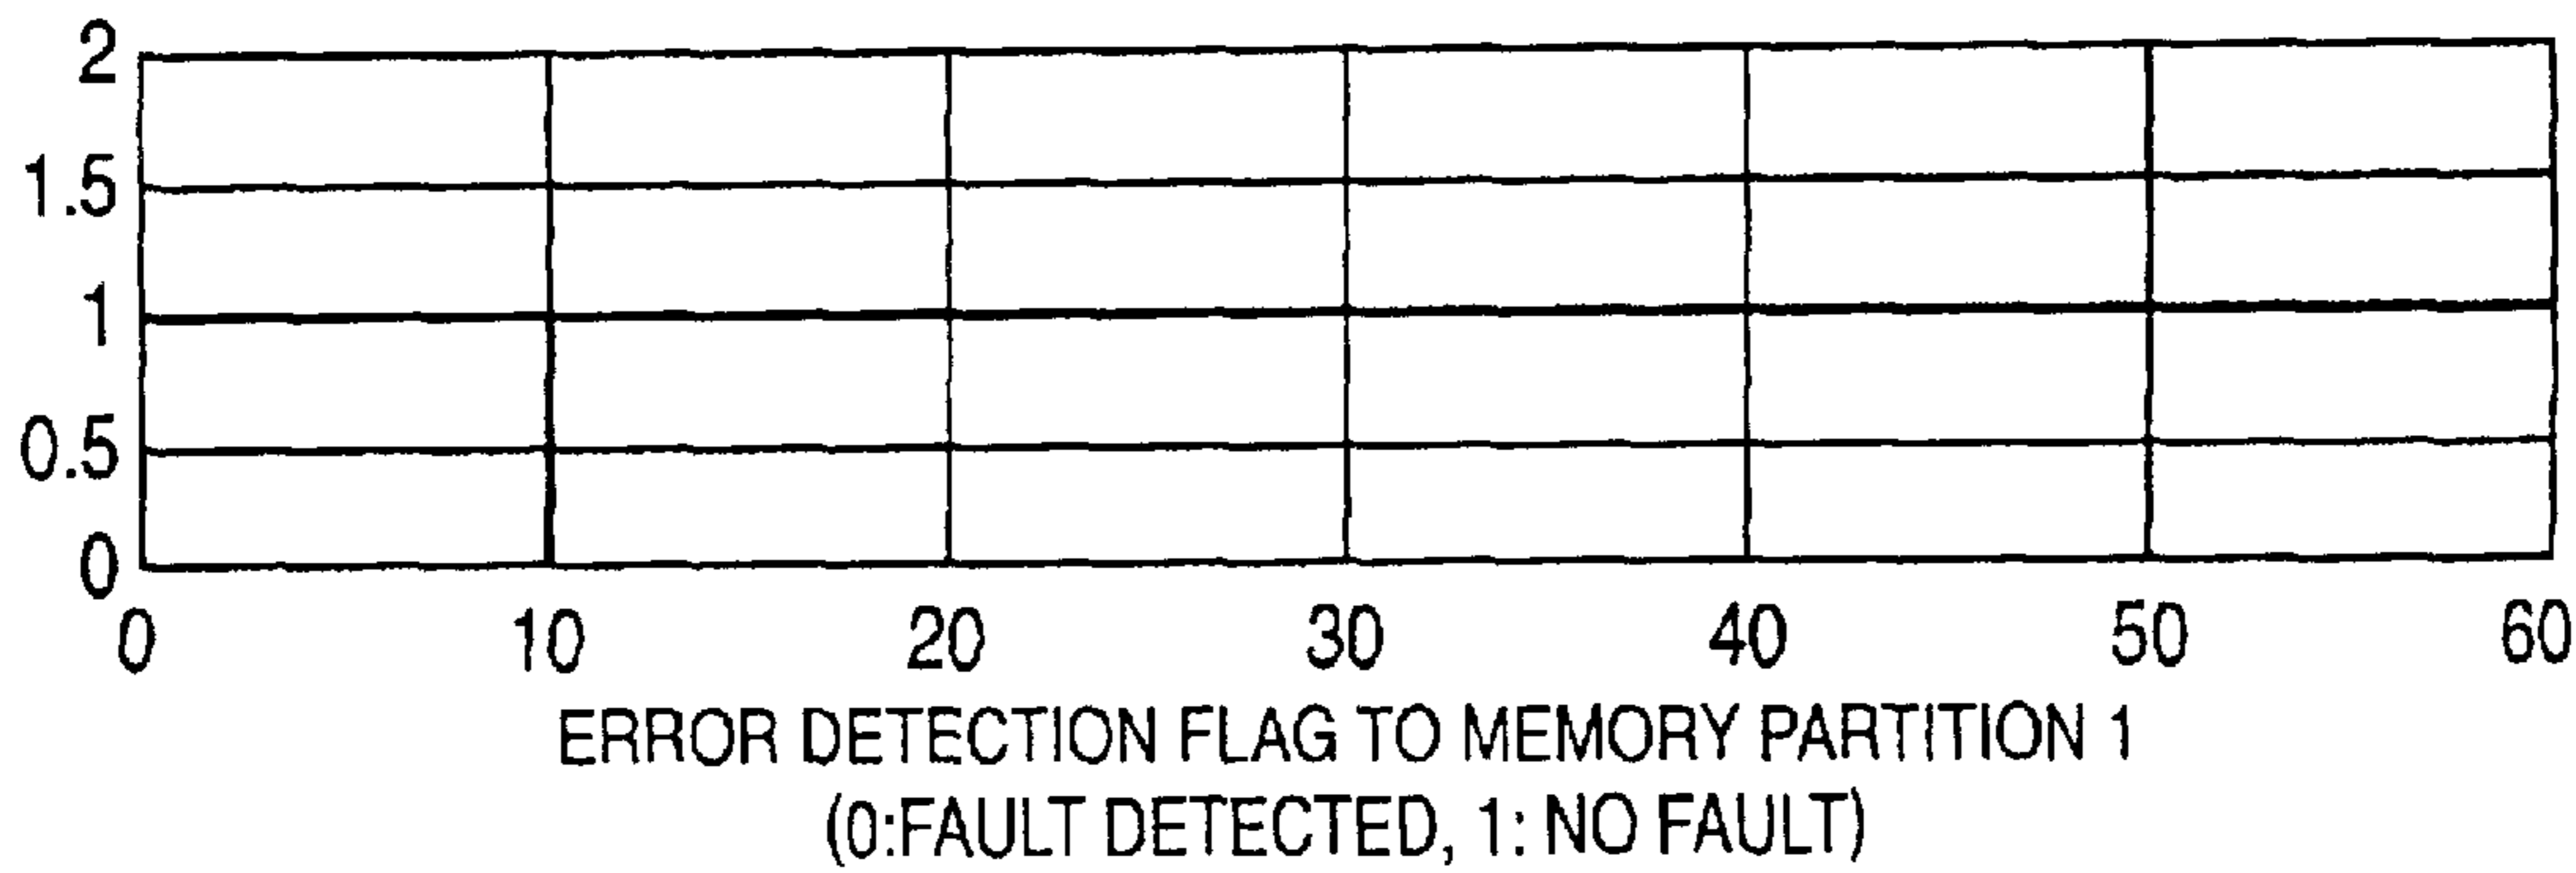 2
1.5
1
0.5
0
0 10 20 30 40 50 60
ERROR DETECTION FLAG TO MEMORY PARTITION 1
(0:FAULT DETECTED, 1: NO FAULT)